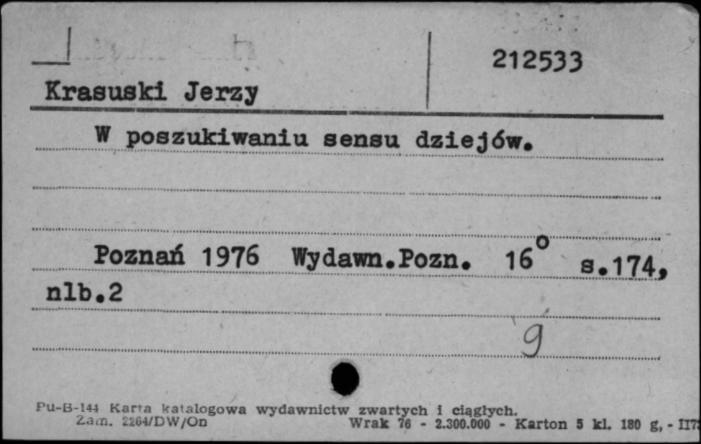 212533
Krasuski Jerzy
W poszukiwaniu sensu dziejów.
Poznań 1976 Wydawn.Pozn. 16° s.174,
nlb.2
g
Pu-B-144 Karta katalogowa wydawnictw zwartych i ciągłych.
Zam. 2264/DW/On Wrak 76 - 2.300.000 - Karton 5 kl. 180 g, -